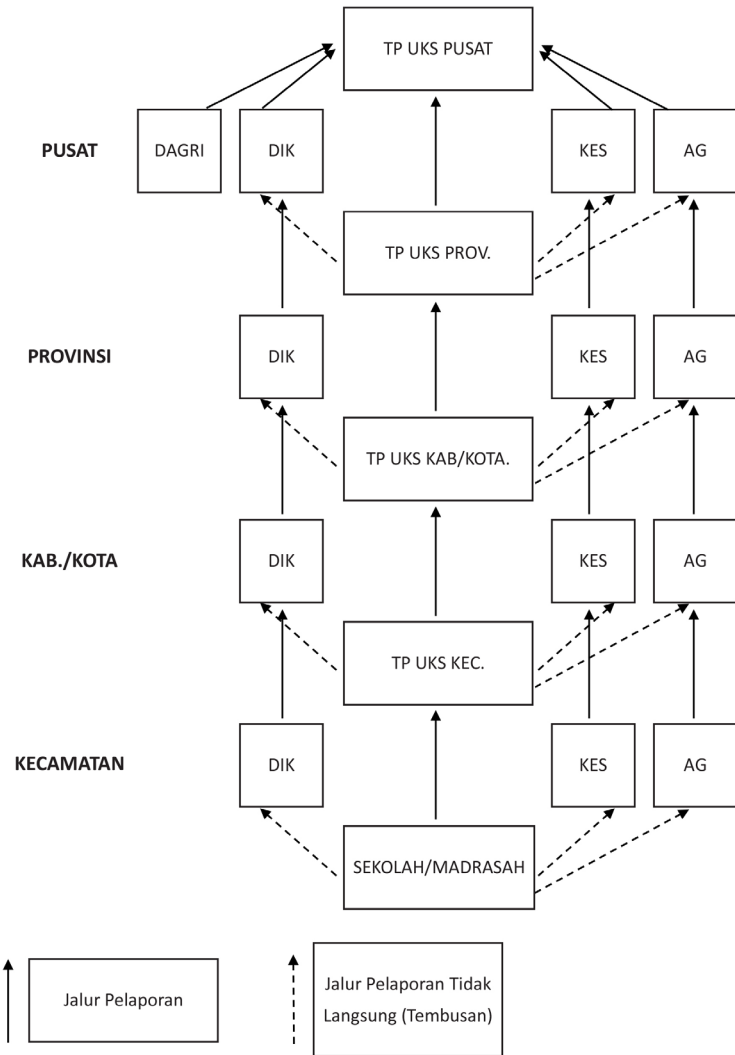 TP UKS PUSAT
PUSAT
DAGRI
DIK
KES
AG
TP UKS PROV.
PROVINSI
DIK
KES
AG
TP UKS KAB/KOTA.
KAB./KOTA
DIK
KES
AG
TP UKS KEC.
KECAMATAN
DIK
KES
AG
SEKOLAH/MADRASAH
Jalur Pelaporan
Jalur Pelaporan Tidak
Langsung (Tembusan)